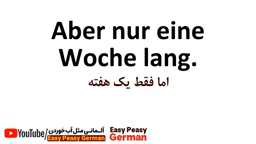 Aber nur eine
Woche lang.
اما فقط یک هفته
YouTube/ آلمانی مثل آب خوردن
Easy Peasy German
Easy Peasy
German